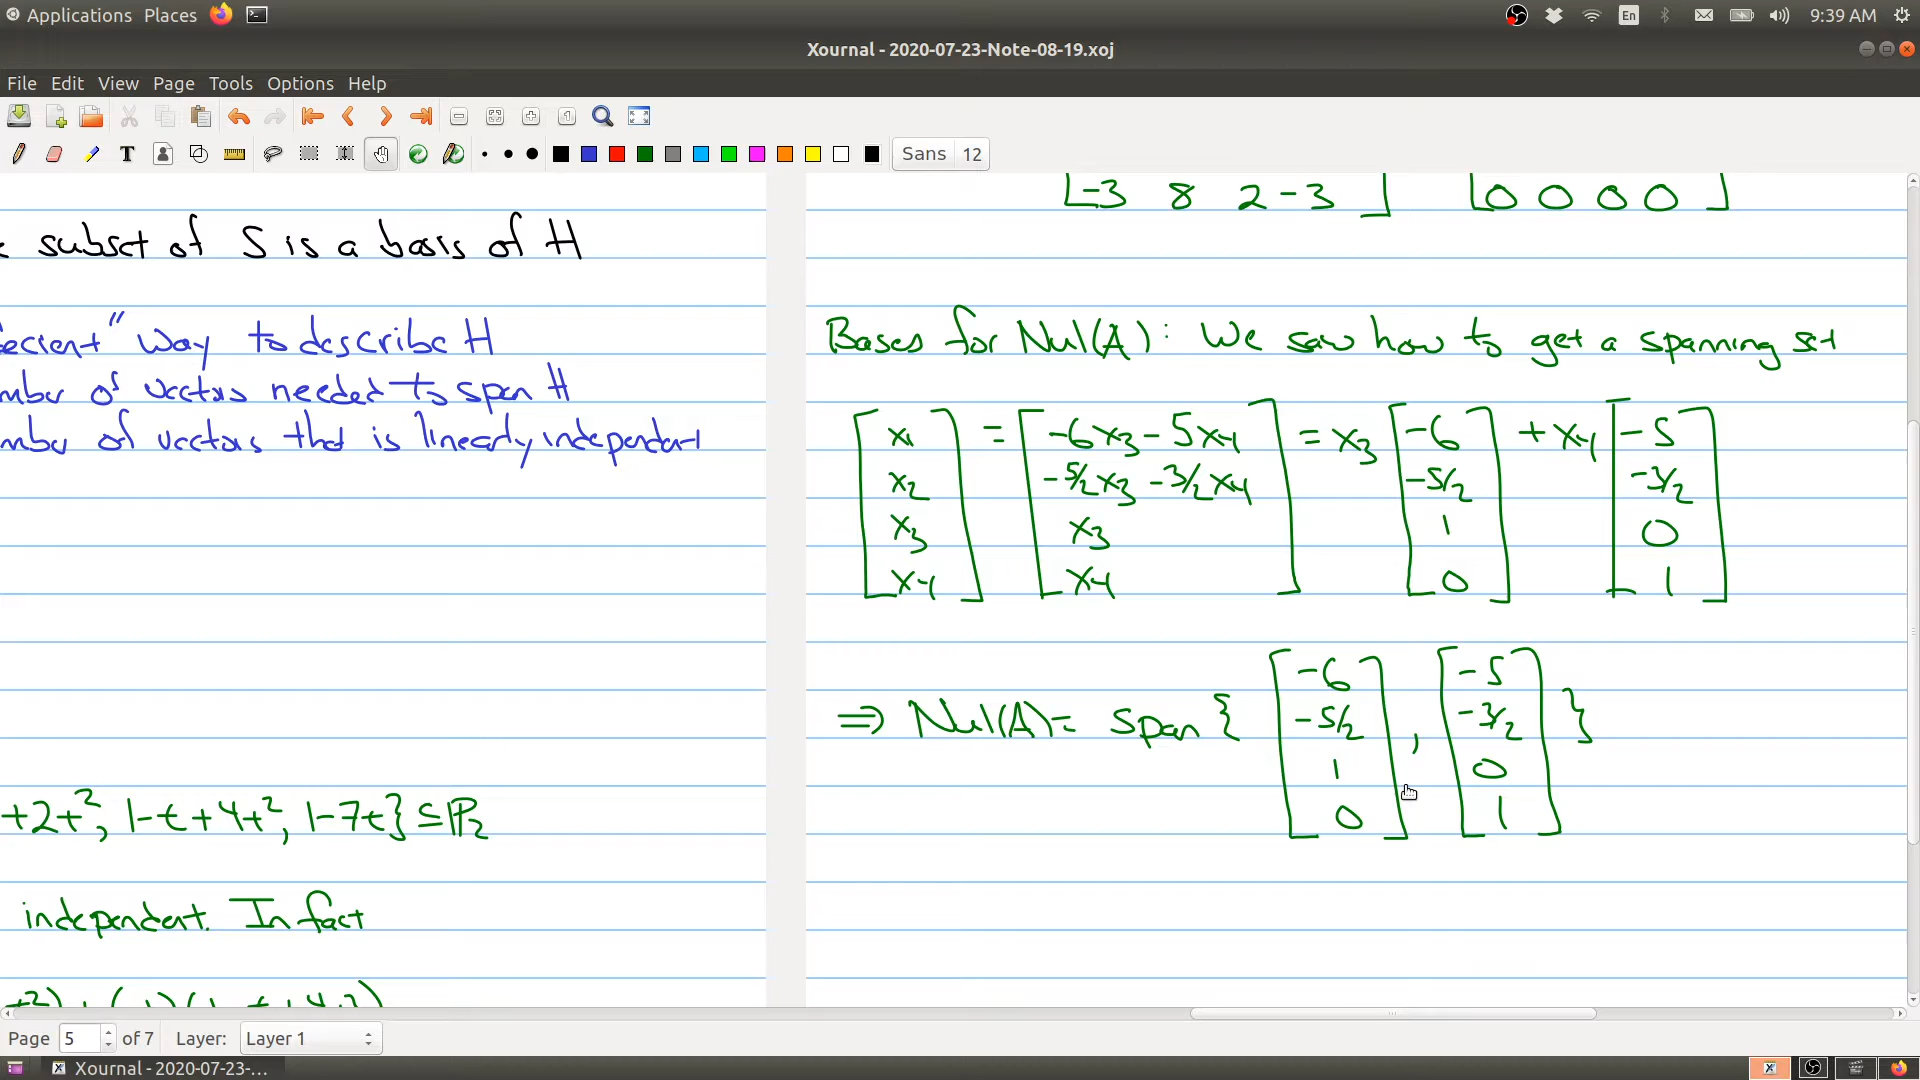 Applications Places En 9:39 AM
Xournal - 2020-07-23-Note-08-19.xoj
File Edit View Page Tools Options Help
Sans 12
subset of S is a basis of H
" way to describe H
of vectors needed to span H
of vectors that is linearly independent
+2t², 1-t+4t², 1-7t} ⊆ ℙ₂
independent. In fact
[-3 8 2 -3] [0 0 0 0]
Bases for Nul(A): We saw how to get a spanning set
[x₁] = [-6x₃ - 5x₄] = x₃ [-6] + x₄ [-5]
[x₂] [-5/2x₃ - 3/2x₄] [-5/2] [-3/2]
[x₃] [x₃] [1] [0]
[x₄] [x₄] [0] [1]
[-6] [-5]
⇒ Nul(A) = span { [-5/2] , [-3/2] }
[1] [0]
[0] [1]
Page 5 of 7 Layer: Layer 1
Xournal - 2020-07-23-...